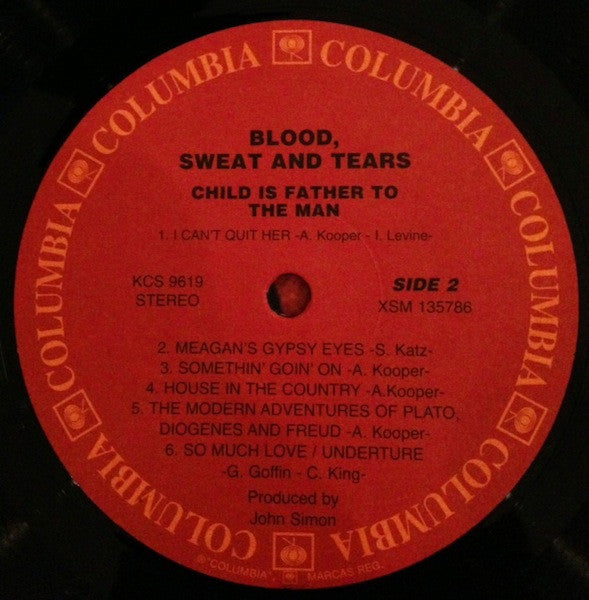 COLUMBIA COLUMBIA COLUMBIA COLUMBIA COLUMBIA COLUMBIA
BLOOD,
SWEAT AND TEARS
CHILD IS FATHER TO
THE MAN
1. I CAN'T QUIT HER -A. Kooper - I. Levine-
KCS 9619
STEREO
SIDE 2
XSM 135786
2. MEAGAN'S GYPSY EYES -S. Katz-
3. SOMETHIN' GOIN' ON -A. Kooper-
4. HOUSE IN THE COUNTRY -A.Kooper-
5. THE MODERN ADVENTURES OF PLATO,
DIOGENES AND FREUD -A. Kooper-
6. SO MUCH LOVE / UNDERTURE
-G. Goffin - C. King-
Produced by
John Simon
® "COLUMBIA", MARCAS REG.